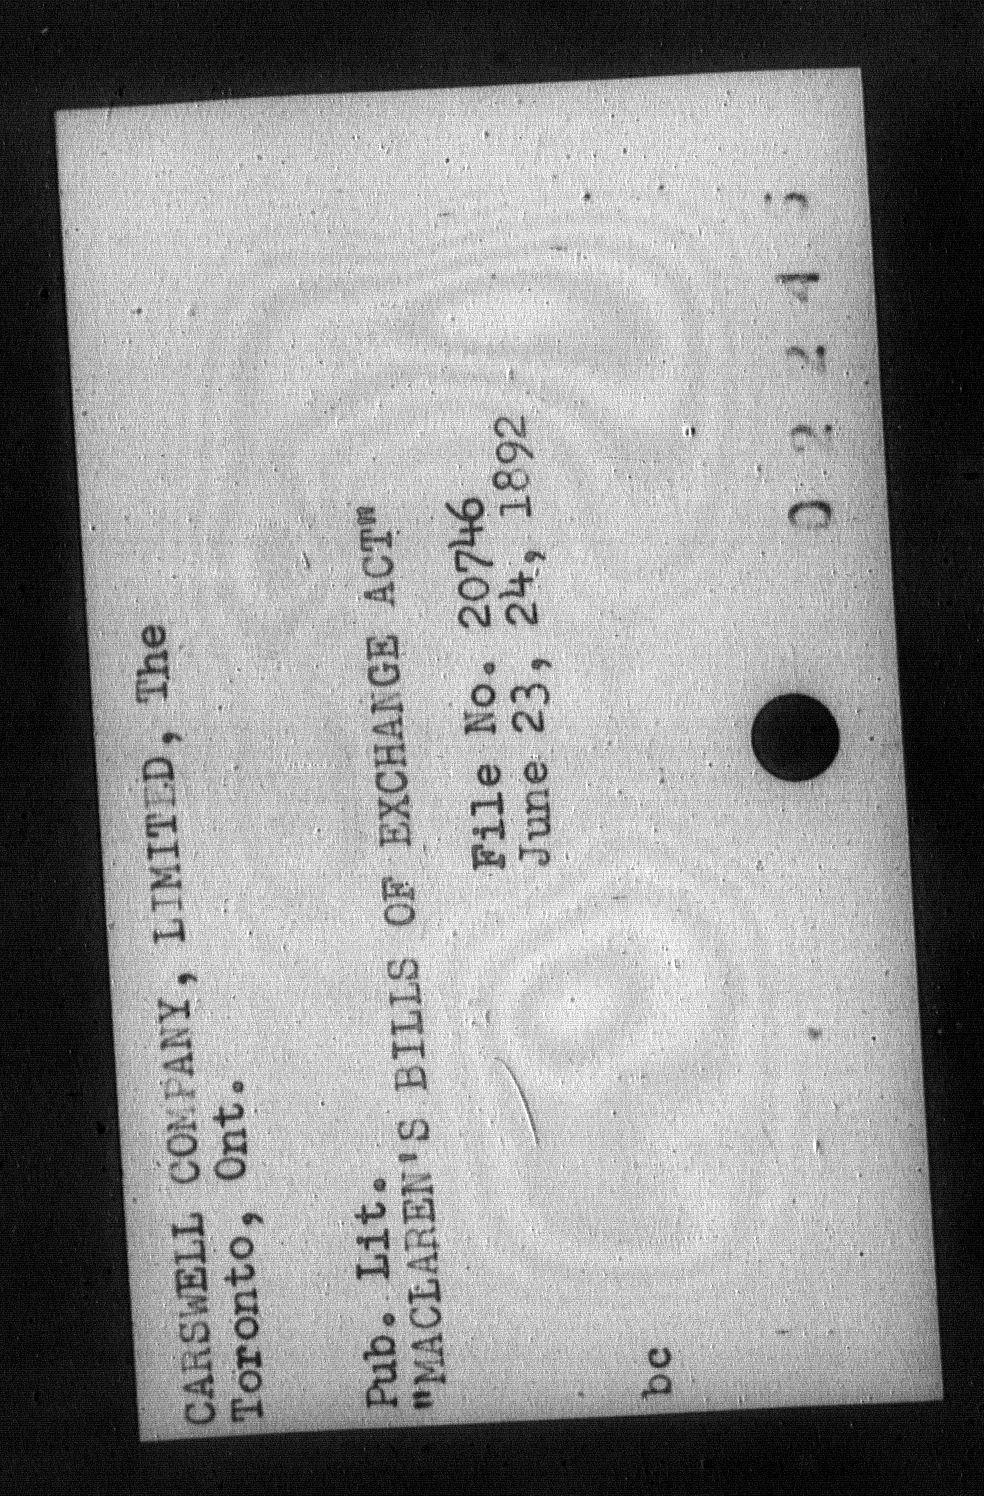 CARSWELL COMPANY, LIMITED, The
Toronto, Ont.
Pub. Lit.
"MACLAREN'S BILLS OF EXCHANGE ACT"
File No. 20746
June 23, 24, 1892
bc